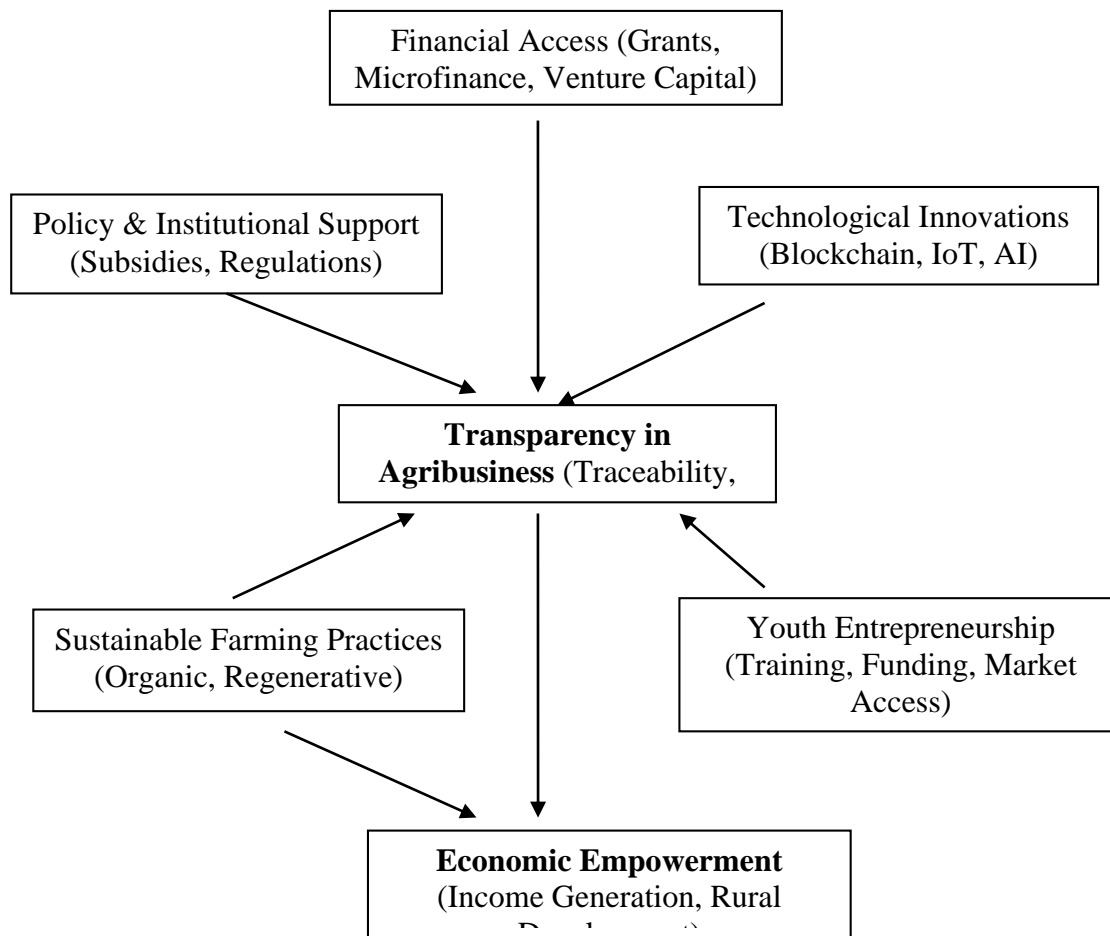 Financial Access (Grants,
Microfinance, Venture Capital)
Policy & Institutional Support
(Subsidies, Regulations)
Technological Innovations
(Blockchain, IoT, AI)
Transparency in
Agribusiness (Traceability,
Sustainable Farming Practices
(Organic, Regenerative)
Youth Entrepreneurship
(Training, Funding, Market
Access)
Economic Empowerment
(Income Generation, Rural